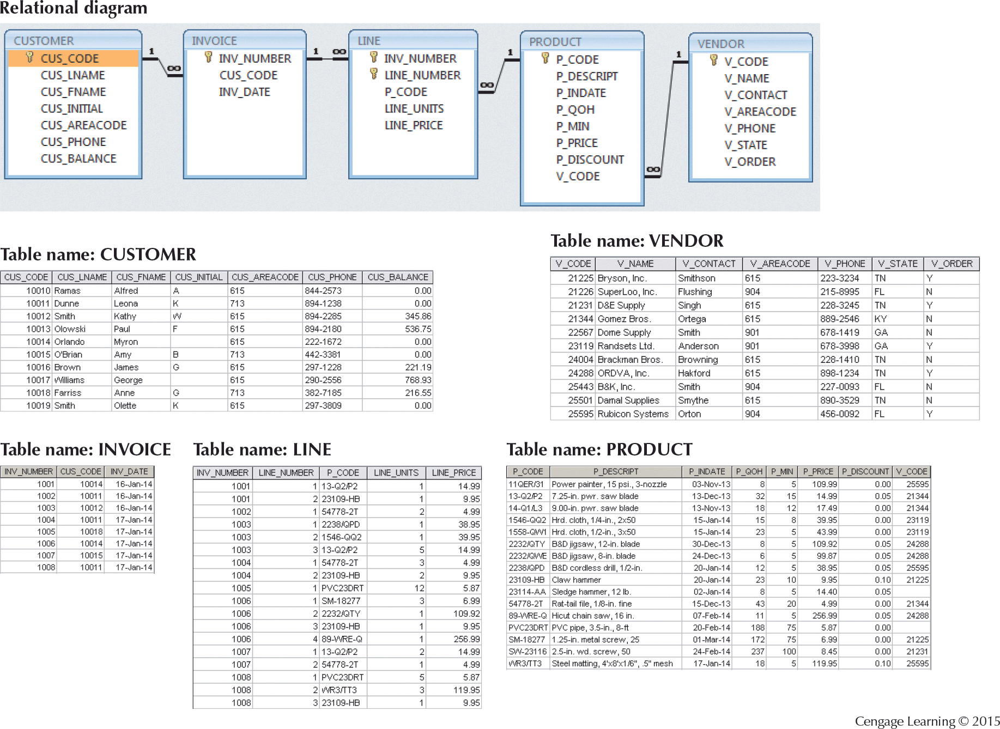 Relational diagram
CUSTOMER
CUS_CODE
CUS_LNAME
CUS_FNAME
CUS_INITIAL
CUS_AREACODE
CUS_PHONE
CUS_BALANCE
1
∞
INVOICE
INV_NUMBER
CUS_CODE
INV_DATE
1
∞
LINE
INV_NUMBER
LINE_NUMBER
P_CODE
LINE_UNITS
LINE_PRICE
∞
1
PRODUCT
P_CODE
P_DESCRIPT
P_INDATE
P_QOH
P_MIN
P_PRICE
P_DISCOUNT
V_CODE
∞
1
VENDOR
V_CODE
V_NAME
V_CONTACT
V_AREACODE
V_PHONE
V_STATE
V_ORDER
Table name: CUSTOMER
CUS_CODE CUS_LNAME CUS_FNAME CUS_INITIAL CUS_AREACODE CUS_PHONE CUS_BALANCE
10010 Ramas Alfred A 615 844-2573 0.00
10011 Dunne Leona K 713 894-1238 0.00
10012 Smith Kathy W 615 894-2285 345.86
10013 Olowski Paul F 615 894-2180 536.75
10014 Orlando Myron 615 222-1672 0.00
10015 O'Brian Amy B 713 442-3381 0.00
10016 Brown James G 615 297-1228 221.19
10017 Williams George 615 290-2556 768.93
10018 Farriss Anne G 713 382-7185 216.55
10019 Smith Olette K 615 297-3809 0.00
Table name: VENDOR
V_CODE V_NAME V_CONTACT V_AREACODE V_PHONE V_STATE V_ORDER
21225 Bryson, Inc. Smithson 615 223-3234 TN Y
21226 SuperLoo, Inc. Flushing 904 215-8995 FL N
21231 D&E Supply Singh 615 228-3245 TN Y
21344 Gomez Bros. Ortega 615 889-2546 KY N
22567 Dome Supply Smith 901 678-1419 GA N
23119 Randsets Ltd. Anderson 901 678-3998 GA Y
24004 Brackman Bros. Browning 615 228-1410 TN N
24288 ORDVA, Inc. Hakford 615 898-1234 TN Y
25443 B&K, Inc. Smith 904 227-0093 FL N
25501 Damal Supplies Smythe 615 890-3529 TN N
25595 Rubicon Systems Orton 904 456-0092 FL Y
Table name: INVOICE
INV_NUMBER CUS_CODE INV_DATE
1001 10014 16-Jan-14
1002 10011 16-Jan-14
1003 10012 16-Jan-14
1004 10011 17-Jan-14
1005 10018 17-Jan-14
1006 10014 17-Jan-14
1007 10015 17-Jan-14
1008 10011 17-Jan-14
Table name: LINE
INV_NUMBER LINE_NUMBER P_CODE LINE_UNITS LINE_PRICE
1001 1 13-Q2/P2 1 14.99
1001 2 23109-HB 1 9.95
1002 1 54778-2T 2 4.99
1003 1 2238/QPD 1 38.95
1003 2 1546-QQ2 1 39.95
1003 3 13-Q2/P2 5 14.99
1004 1 54778-2T 3 4.99
1004 2 23109-HB 2 9.95
1005 1 PVC23DRT 12 5.87
1006 1 SM-18277 3 6.99
1006 2 2232/QTY 1 109.92
1006 3 23109-HB 1 9.95
1006 4 89-WRE-Q 1 256.99
1007 1 13-Q2/P2 2 14.99
1007 2 54778-2T 1 4.99
1008 1 PVC23DRT 5 5.87
1008 2 WR3/TT3 3 119.95
1008 3 23109-HB 1 9.95
Table name: PRODUCT
P_CODE P_DESCRIPT P_INDATE P_QOH P_MIN P_PRICE P_DISCOUNT V_CODE
11QER/31 Power painter, 15 psi., 3-nozzle 03-Nov-13 8 5 109.99 0.00 25595
13-Q2/P2 7.25-in. pwr. saw blade 13-Dec-13 32 15 14.99 0.05 21344
14-Q1/L3 9.00-in. pwr. saw blade 13-Nov-13 18 12 17.49 0.00 21344
1546-QQ2 Hrd. cloth, 1/4-in., 2x50 15-Jan-14 15 8 39.95 0.00 23119
1558-QW1 Hrd. cloth, 1/2-in., 3x50 15-Jan-14 23 5 43.99 0.00 23119
2232/QTY B&D jigsaw, 12-in. blade 30-Dec-13 8 5 109.92 0.05 24288
2232/QWE B&D jigsaw, 8-in. blade 24-Dec-13 6 5 99.87 0.05 24288
2238/QPD B&D cordless drill, 1/2-in. 20-Jan-14 12 5 38.95 0.05 25595
23109-HB Claw hammer 20-Jan-14 23 10 9.95 0.10 21225
23114-AA Sledge hammer, 12 lb. 02-Jan-14 8 5 14.40 0.05
54778-2T Rat-tail file, 1/8-in. fine 15-Dec-13 43 20 4.99 0.00 21344
89-WRE-Q Hicut chain saw, 16 in. 07-Feb-14 11 5 256.99 0.05 24288
PVC23DRT PVC pipe, 3.5-in., 8-ft 20-Feb-14 188 75 5.87 0.00
SM-18277 1.25-in. metal screw, 25 01-Mar-14 172 75 6.99 0.00 21225
SW-23116 2.5-in. wd. screw, 50 24-Feb-14 237 100 8.45 0.00 21231
WR3/TT3 Steel matting, 4'x8'x1/6", .5" mesh 17-Jan-14 18 5 119.95 0.10 25595
Cengage Learning © 2015